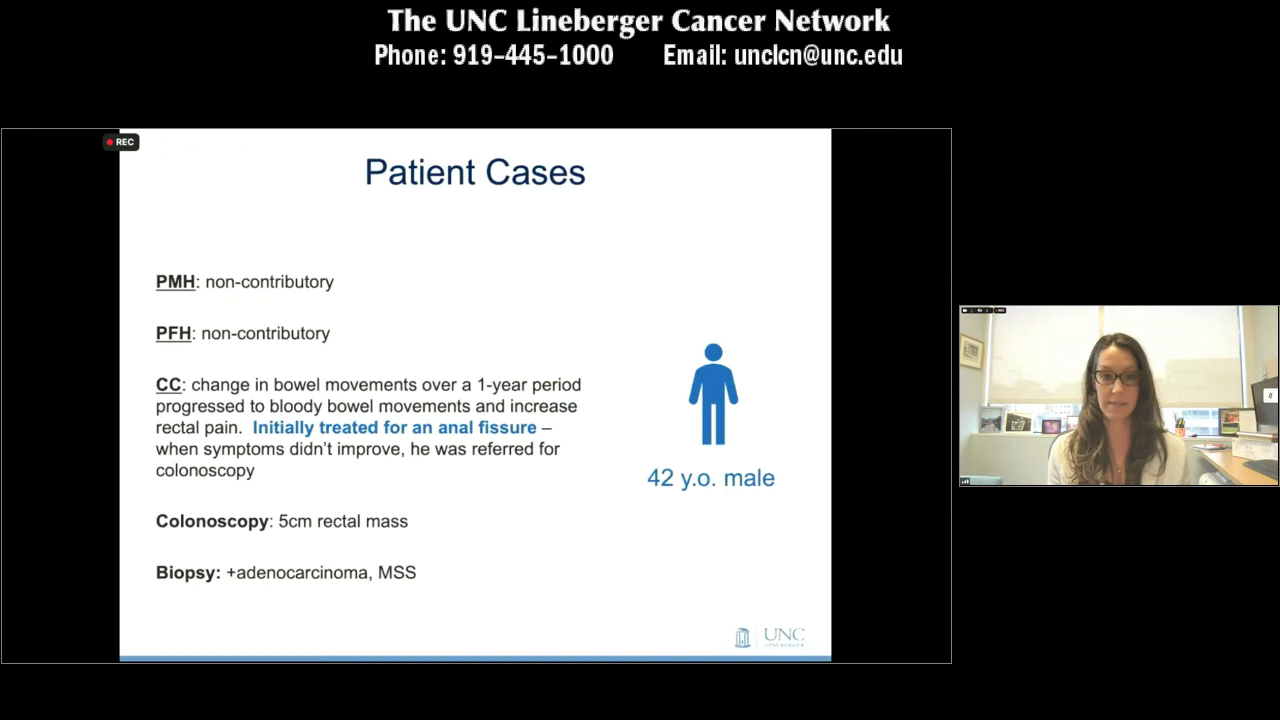 The UNC Lineberger Cancer Network
Phone: 919-445-1000 Email: unclcn@unc.edu
REC
Patient Cases
PMH: non-contributory
PFH: non-contributory
CC: change in bowel movements over a 1-year period
progressed to bloody bowel movements and increase
rectal pain. Initially treated for an anal fissure –
when symptoms didn't improve, he was referred for
colonoscopy
42 y.o. male
Colonoscopy: 5cm rectal mass
Biopsy: +adenocarcinoma, MSS
UNC
LINEBERGER